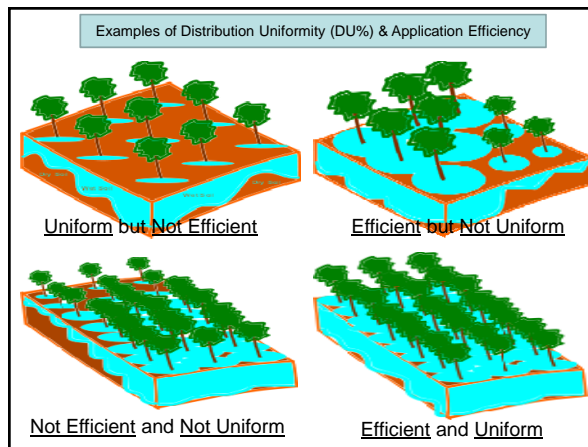 Examples of Distribution Uniformity (DU%) & Application Efficiency
Uniform but Not Efficient
Efficient but Not Uniform
Not Efficient and Not Uniform
Efficient and Uniform